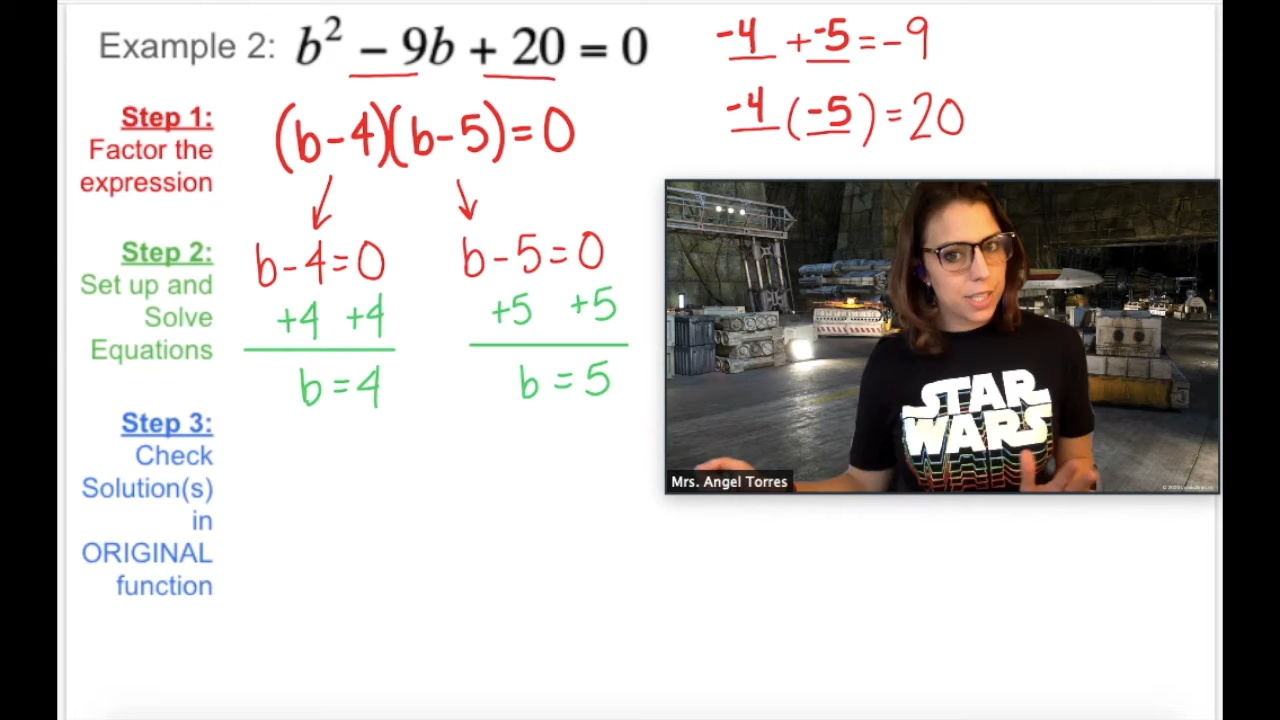 Example 2: b² − 9b + 20 = 0
-4 + -5 = -9
-4 (-5) = 20
Step 1:
Factor the
expression
(b-4)(b-5)=0
Step 2:
Set up and
Solve
Equations
b-4=0
+4 +4
b=4
b-5=0
+5 +5
b=5
Step 3:
Check
Solution(s)
in
ORIGINAL
function
STAR
WARS
Mrs. Angel Torres